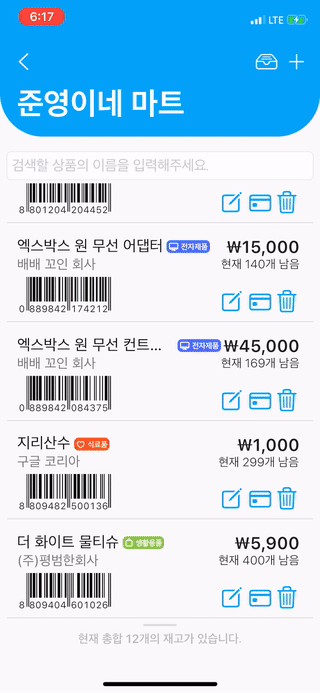 6:17
LTE
준영이네 마트
검색할 상품의 이름을 입력해주세요.
8 801204 204452
엑스박스 원 무선 어댑터 전자제품 ₩15,000
배배 꼬인 회사 현재 140개 남음
0 889842 174212
엑스박스 원 무선 컨트... 전자제품 ₩45,000
배배 꼬인 회사 현재 169개 남음
0 889842 084375
지리산수 식료품 ₩1,000
구글 코리아 현재 299개 남음
8 809482 500136
더 화이트 물티슈 생활용품 ₩5,900
(주)평범한회사 현재 400개 남음
8 809404 601026
현재 총합 12개의 재고가 있습니다.